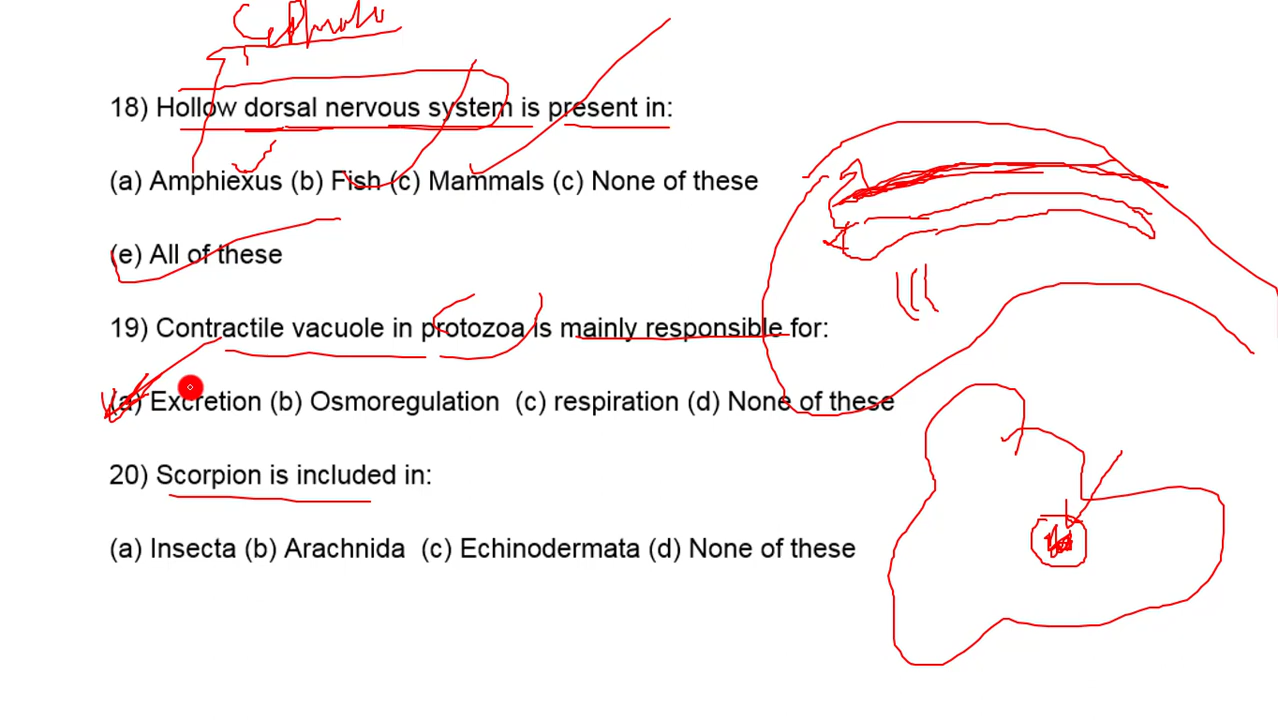 18) Hollow dorsal nervous system is present in:
(a) Amphiexus (b) Fish (c) Mammals (c) None of these
(e) All of these
19) Contractile vacuole in protozoa is mainly responsible for:
(a) Excretion (b) Osmoregulation (c) respiration (d) None of these
20) Scorpion is included in:
(a) Insecta (b) Arachnida (c) Echinodermata (d) None of these